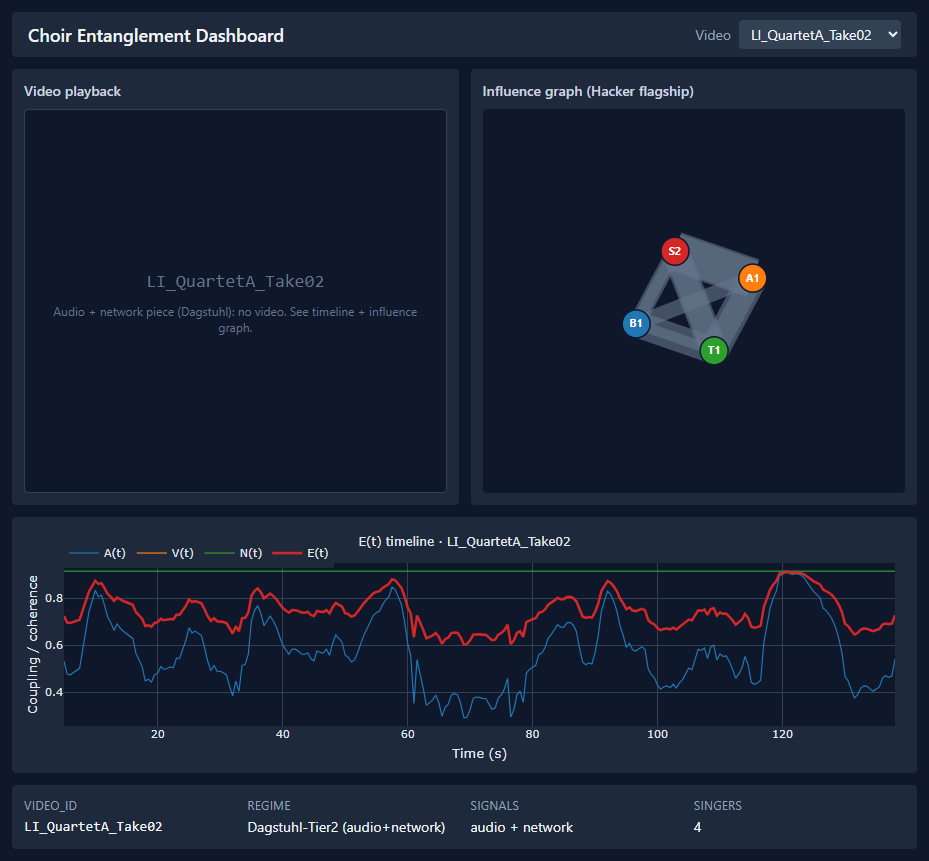 Choir Entanglement Dashboard
Video LI_QuartetA_Take02
Video playback
LI_QuartetA_Take02
Audio + network piece (Dagstuhl): no video. See timeline + influence
graph.
Influence graph (Hacker flagship)
S2
A1
B1
T1
E(t) timeline · LI_QuartetA_Take02
A(t) V(t) N(t) E(t)
Coupling / coherence
0.8
0.6
0.4
20 40 60 80 100 120
Time (s)
VIDEO_ID REGIME SIGNALS SINGERS
LI_QuartetA_Take02 Dagstuhl-Tier2 (audio+network) audio + network 4